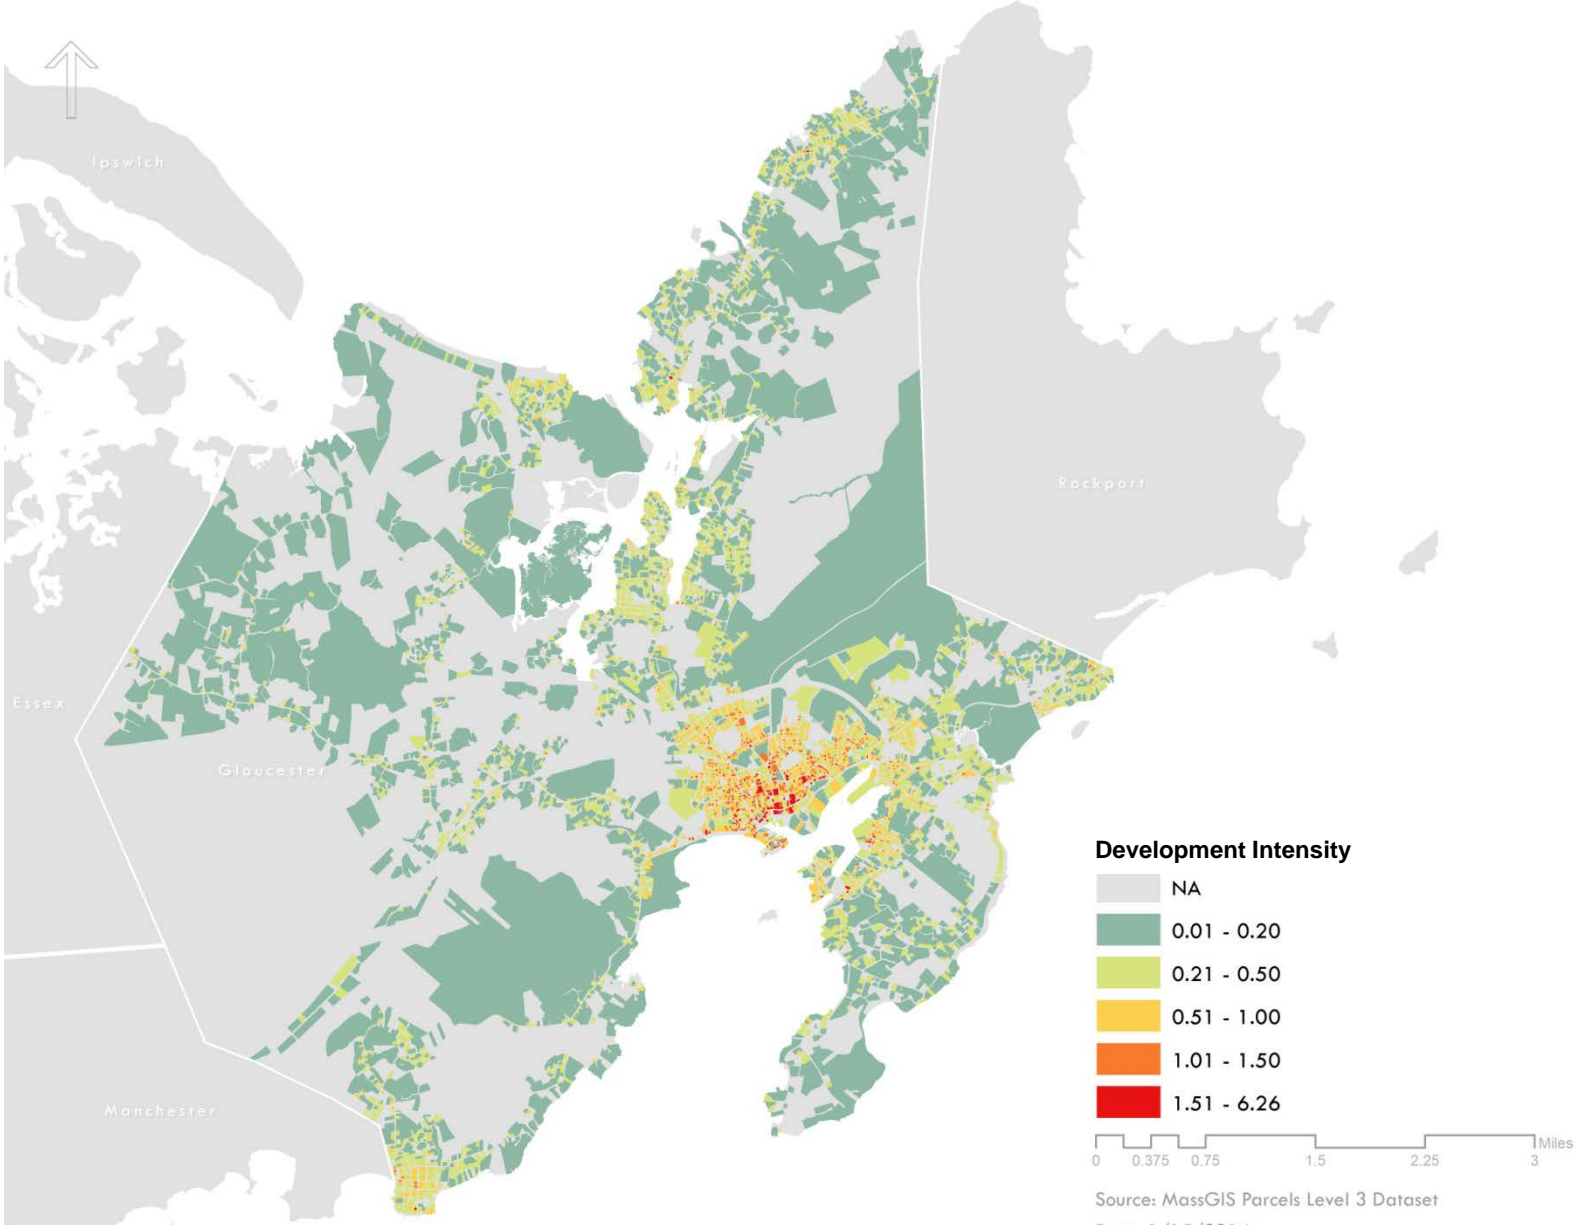 Ipswich
Rockport
Essex
Gloucester
Manchester
Development Intensity
NA
0.01 - 0.20
0.21 - 0.50
0.51 - 1.00
1.01 - 1.50
1.51 - 6.26
Miles
0 0.375 0.75 1.5 2.25 3
Source: MassGIS Parcels Level 3 Dataset